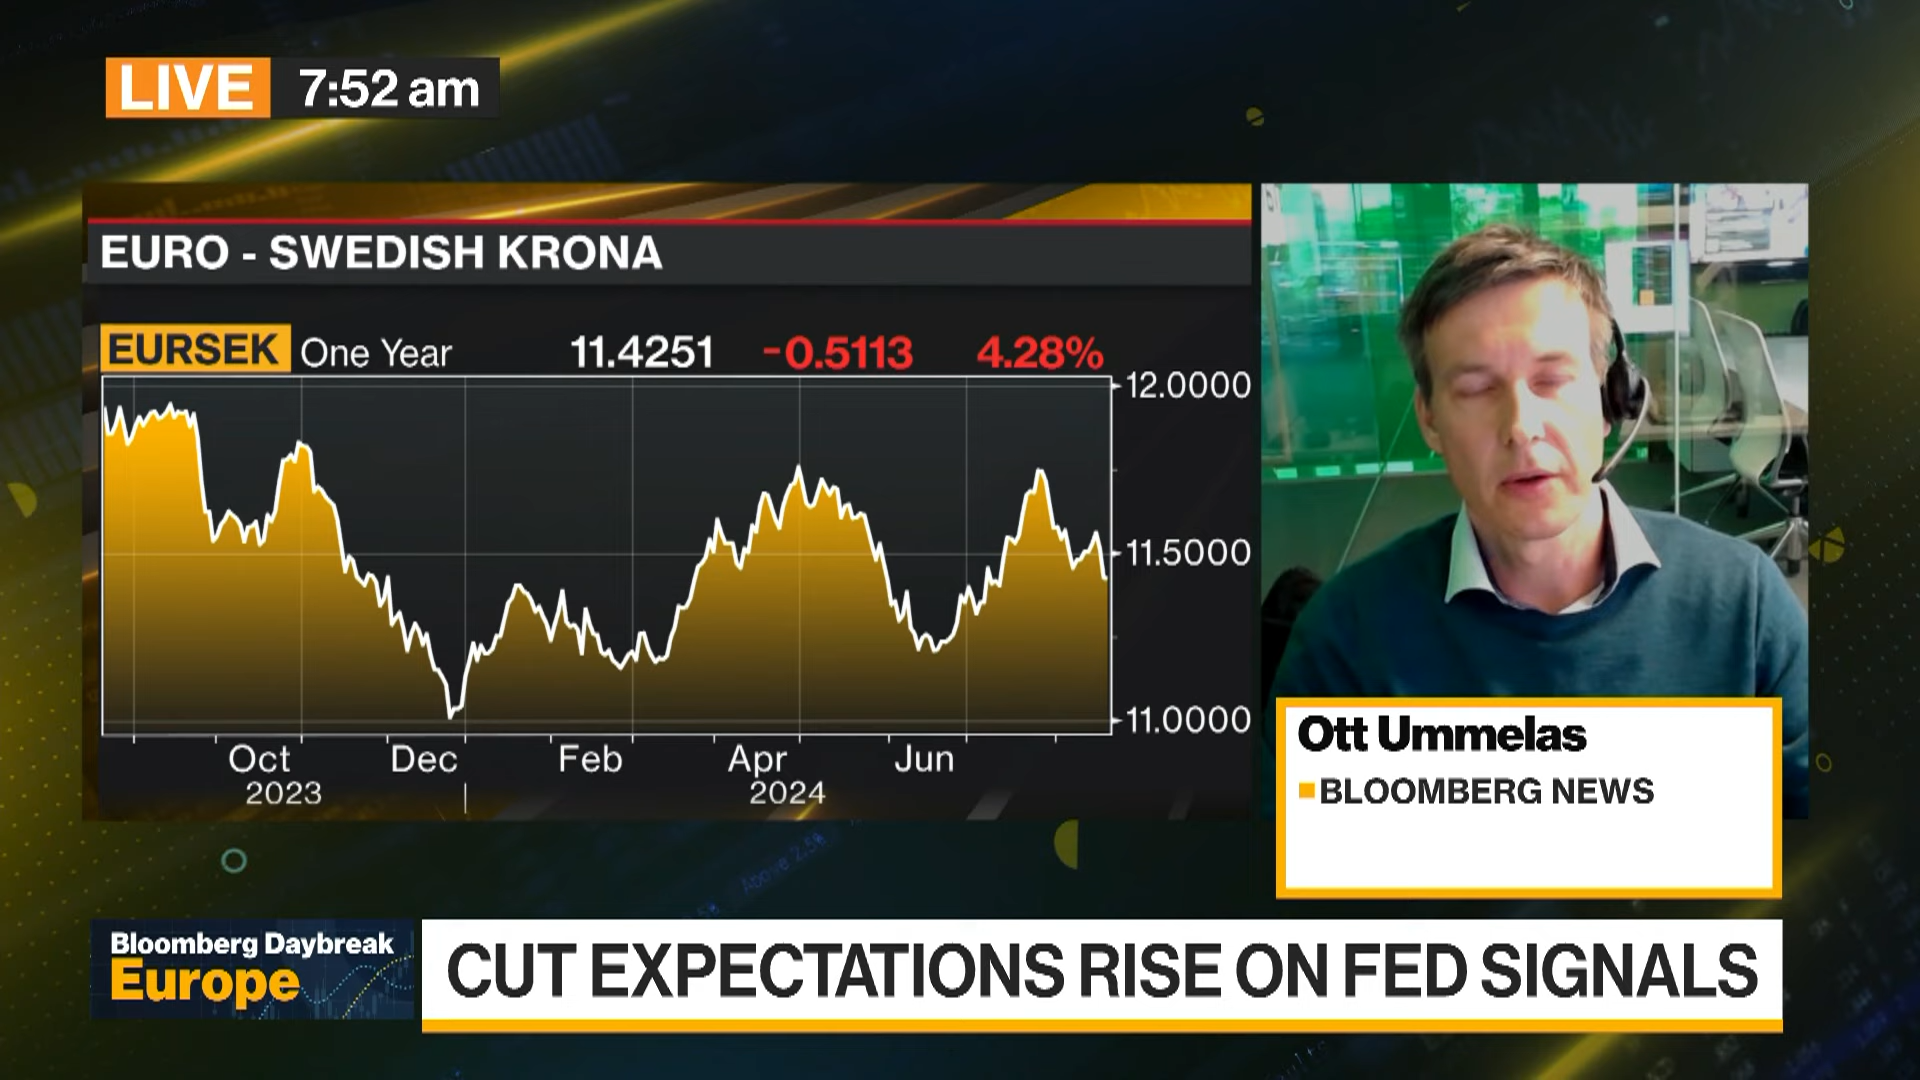 LIVE 7:52 am
EURO - SWEDISH KRONA
EURSEK One Year 11.4251 -0.5113 4.28%
12.0000
11.5000
11.0000
Oct Dec Feb Apr Jun
2023 2024
Ott Ummelas
BLOOMBERG NEWS
Bloomberg Daybreak
Europe
CUT EXPECTATIONS RISE ON FED SIGNALS